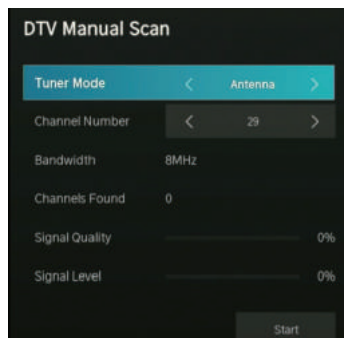 DTV Manual Scan
Tuner Mode < Antenna >
Channel Number < 29 >
Bandwidth 8MHz
Channels Found 0
Signal Quality 0%
Signal Level 0%
Start